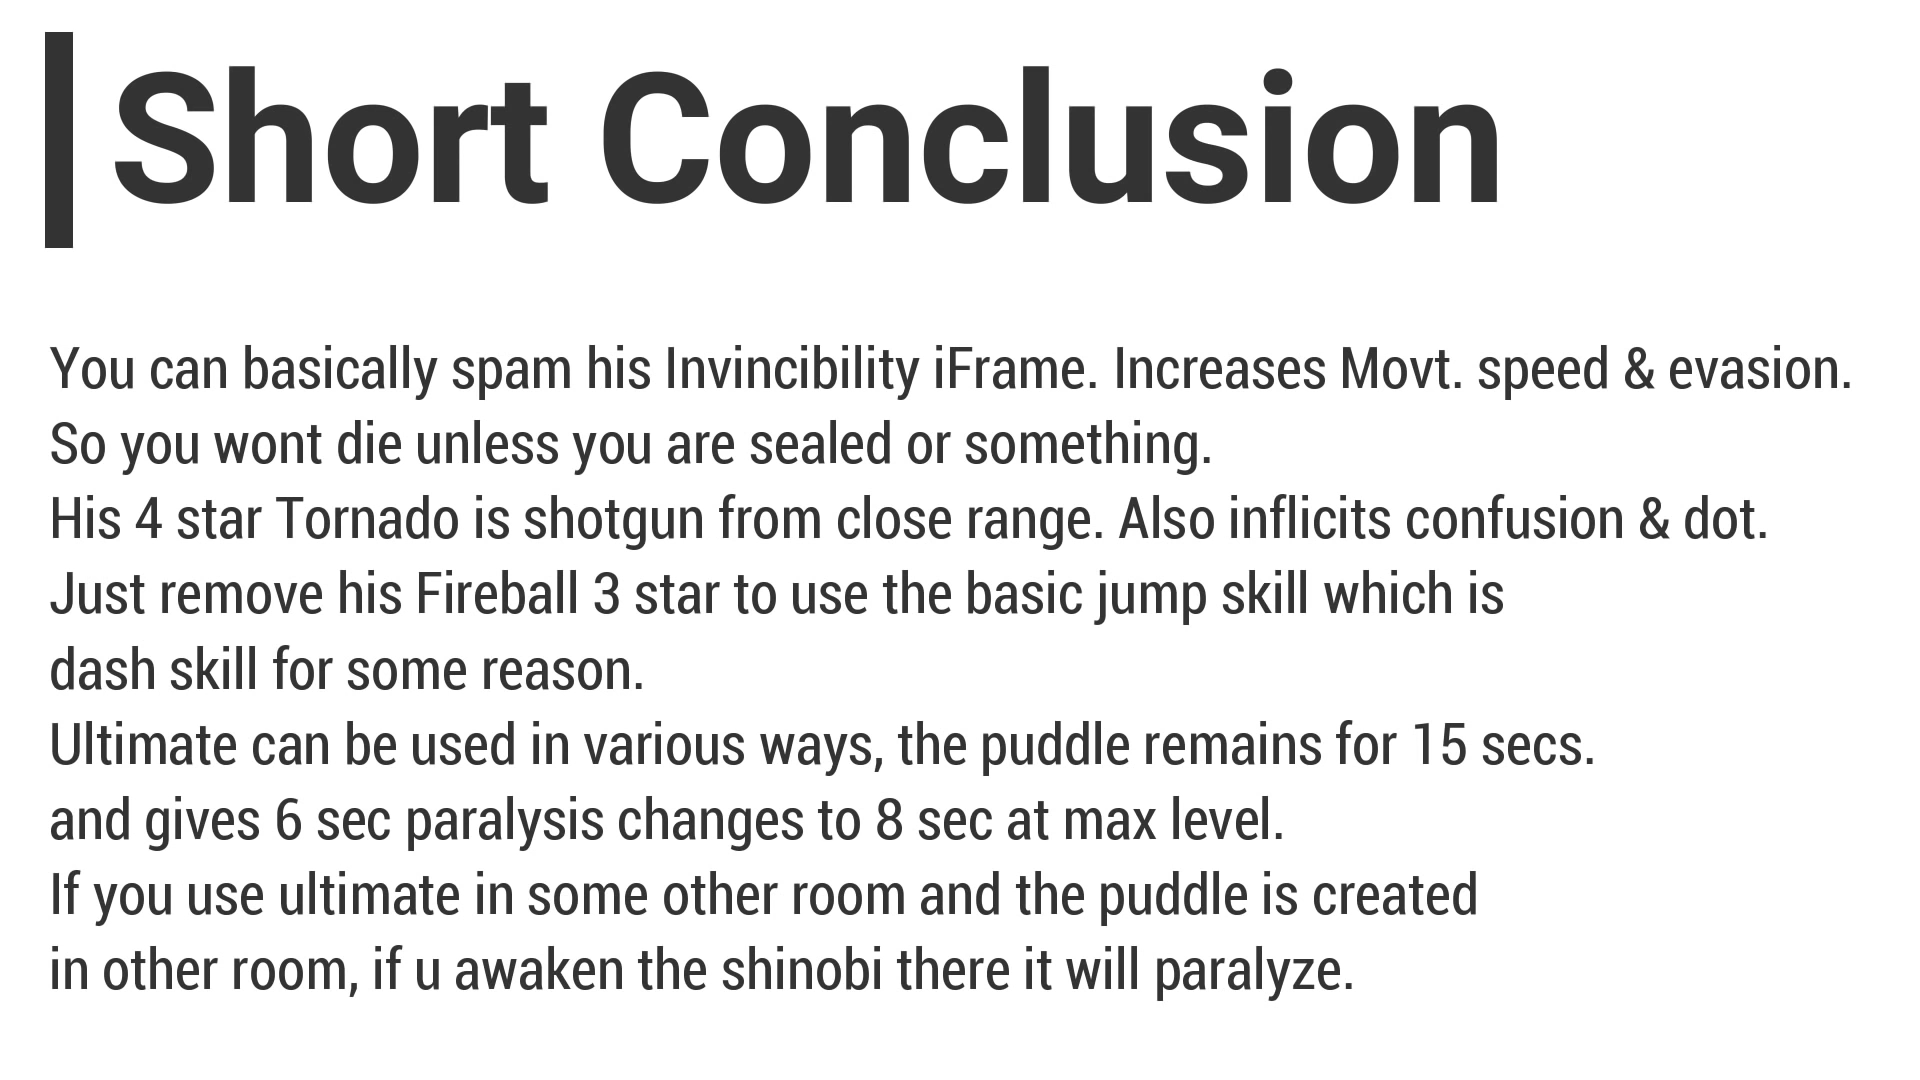 Short Conclusion
You can basically spam his Invincibility iFrame. Increases Movt. speed & evasion.
So you wont die unless you are sealed or something.
His 4 star Tornado is shotgun from close range. Also inflicits confusion & dot.
Just remove his Fireball 3 star to use the basic jump skill which is
dash skill for some reason.
Ultimate can be used in various ways, the puddle remains for 15 secs.
and gives 6 sec paralysis changes to 8 sec at max level.
If you use ultimate in some other room and the puddle is created
in other room, if u awaken the shinobi there it will paralyze.